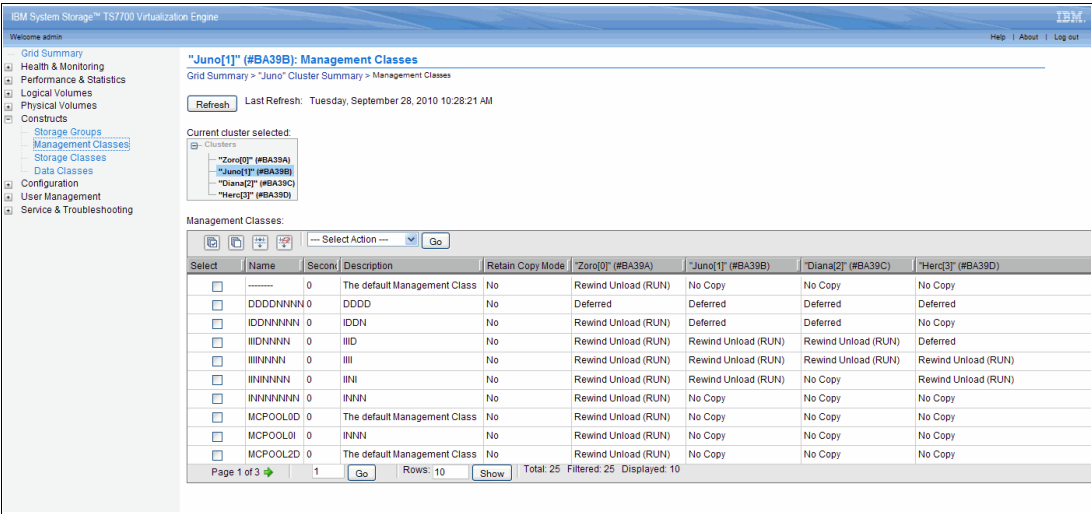 IBM System Storage™ TS7700 Virtualization Engine
IBM.
Welcome admin
Help | About | Log out
Grid Summary
Health & Monitoring
Performance & Statistics
Logical Volumes
Physical Volumes
Constructs
Storage Groups
Management Classes
Storage Classes
Data Classes
Configuration
User Management
Service & Troubleshooting
"Juno[1]" (#BA39B): Management Classes
Grid Summary > "Juno" Cluster Summary > Management Classes
Refresh Last Refresh: Tuesday, September 28, 2010 10:28:21 AM
Current cluster selected:
Clusters
"Zoro[0]" (#BA39A)
"Juno[1]" (#BA39B)
"Diana[2]" (#BA39C)
"Herc[3]" (#BA39D)
Management Classes:
--- Select Action --- Go
Select Name Second Description Retain Copy Mode "Zoro[0]" (#BA39A) "Juno[1]" (#BA39B) "Diana[2]" (#BA39C) "Herc[3]" (#BA39D)
-------- 0 The default Management Class No Rewind Unload (RUN) No Copy No Copy No Copy
DDDDNNNN 0 DDDD No Deferred Deferred Deferred Deferred
IDDNNNNN 0 IDDN No Rewind Unload (RUN) Deferred Deferred No Copy
IIIDNNNN 0 IIID No Rewind Unload (RUN) Rewind Unload (RUN) Rewind Unload (RUN) Deferred
IIIINNNN 0 IIII No Rewind Unload (RUN) Rewind Unload (RUN) Rewind Unload (RUN) Rewind Unload (RUN)
IININNNN 0 IINI No Rewind Unload (RUN) Rewind Unload (RUN) No Copy Rewind Unload (RUN)
INNNNNNN 0 INNN No Rewind Unload (RUN) No Copy No Copy No Copy
MCPOOL0D 0 The default Management Class No Rewind Unload (RUN) No Copy No Copy No Copy
MCPOOL0I 0 INNN No Rewind Unload (RUN) No Copy No Copy No Copy
MCPOOL2D 0 The default Management Class No Rewind Unload (RUN) No Copy No Copy No Copy
Page 1 of 3 1 Go Rows: 10 Show Total: 25 Filtered: 25 Displayed: 10